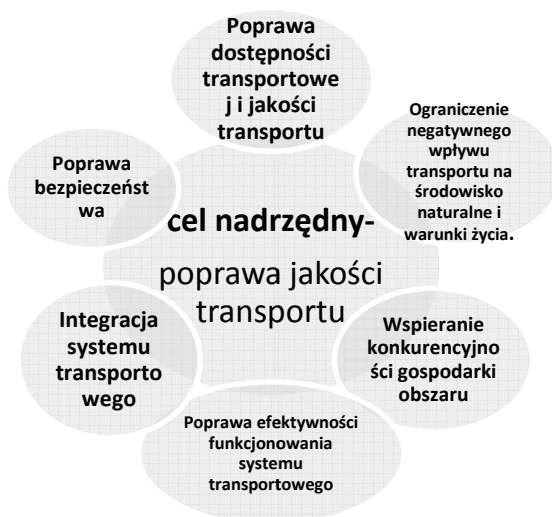 Poprawa
dostępności
transportowe
j i jakości
transportu
Ograniczenie
negatywnego
wpływu
transportu na
środowisko
naturalne i
warunki życia.
Wspieranie
konkurencyjno
ści gospodarki
obszaru
Poprawa efektywności
funkcjonowania
systemu
transportowego
Integracja
systemu
transporto
wego
Poprawa
bezpieczeńst
wa
cel nadrzędny-
poprawa jakości
transportu